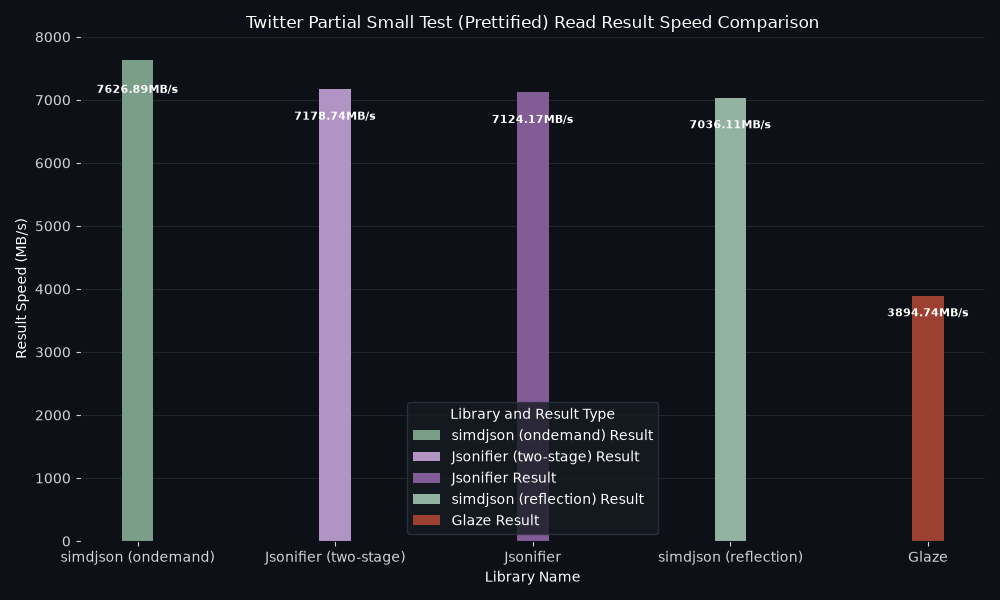 Twitter Partial Small Test (Prettified) Read Result Speed Comparison
8000
7000
6000
5000
4000
3000
2000
1000
0
Result Speed (MB/s)
7626.89MB/s
7178.74MB/s
7124.17MB/s
7036.11MB/s
3894.74MB/s
Library and Result Type
simdjson (ondemand) Result
Jsonifier (two-stage) Result
Jsonifier Result
simdjson (reflection) Result
Glaze Result
simdjson (ondemand)
Jsonifier (two-stage)
Jsonifier
simdjson (reflection)
Glaze
Library Name